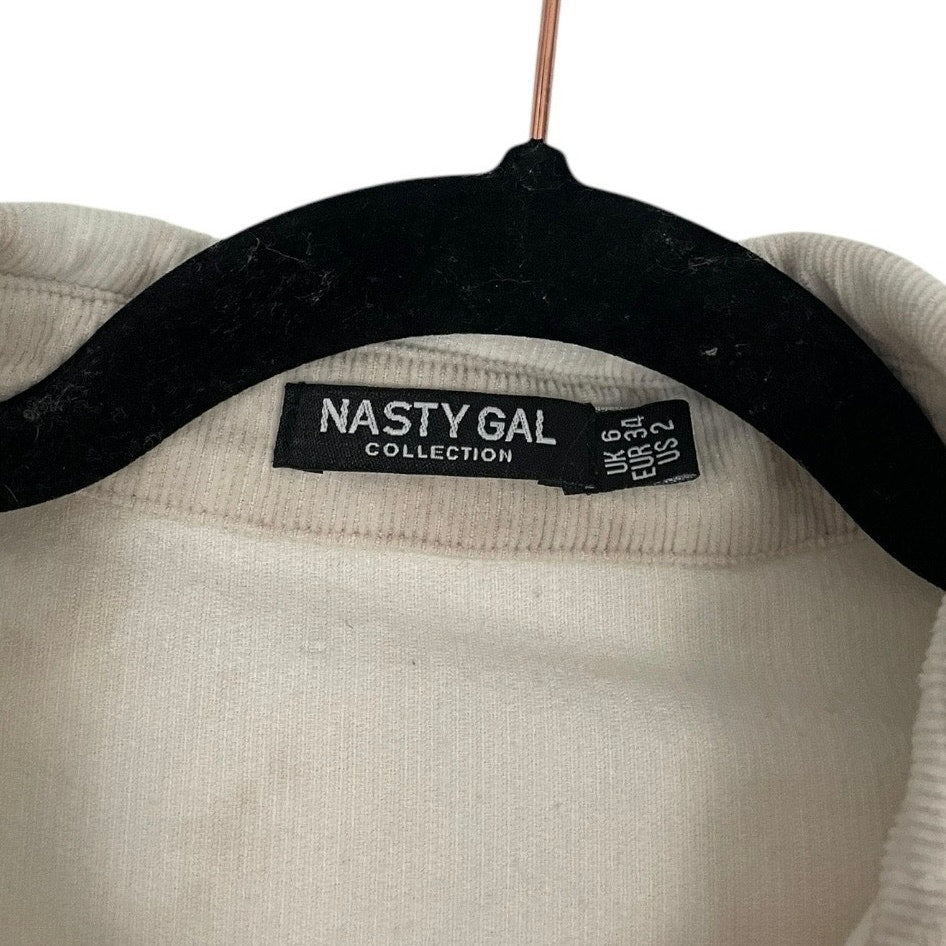 NASTY GAL
COLLECTION
UK 6
EUR 34
US 2